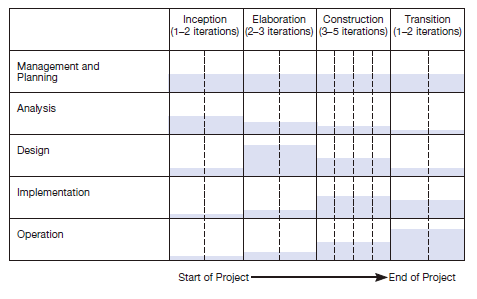 Inception Elaboration Construction Transition
(1–2 iterations) (2–3 iterations) (3–5 iterations) (1–2 iterations)
Management and
Planning
Analysis
Design
Implementation
Operation
Start of Project End of Project